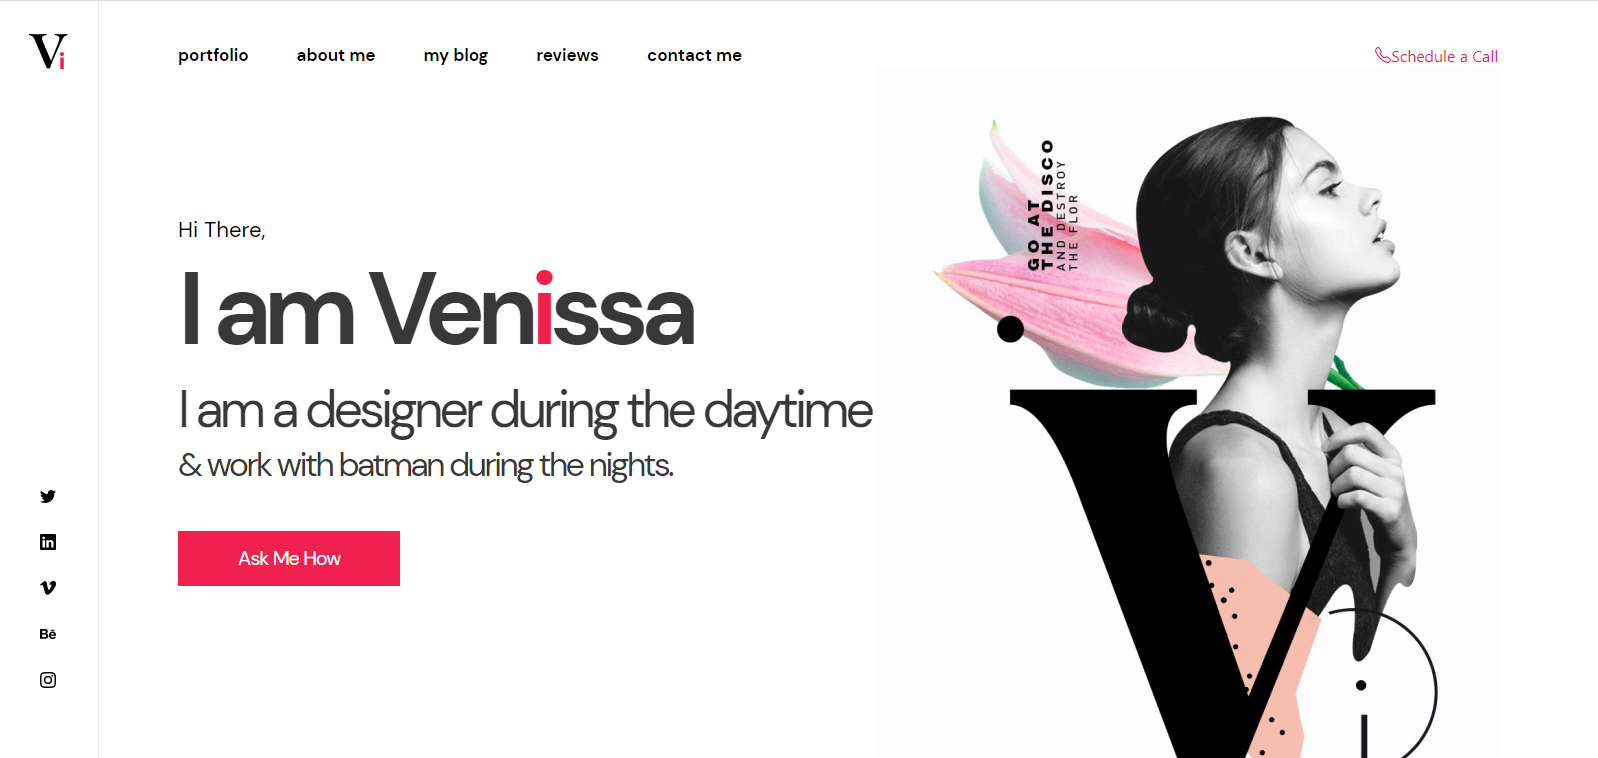 Vi
portfolio
about me
my blog
reviews
contact me
Schedule a Call
Hi There,
I am Venissa
I am a designer during the daytime
& work with batman during the nights.
Ask Me How
Bē
GO AT
THE DISCO
AND DESTROY
THE FLOR
V
i